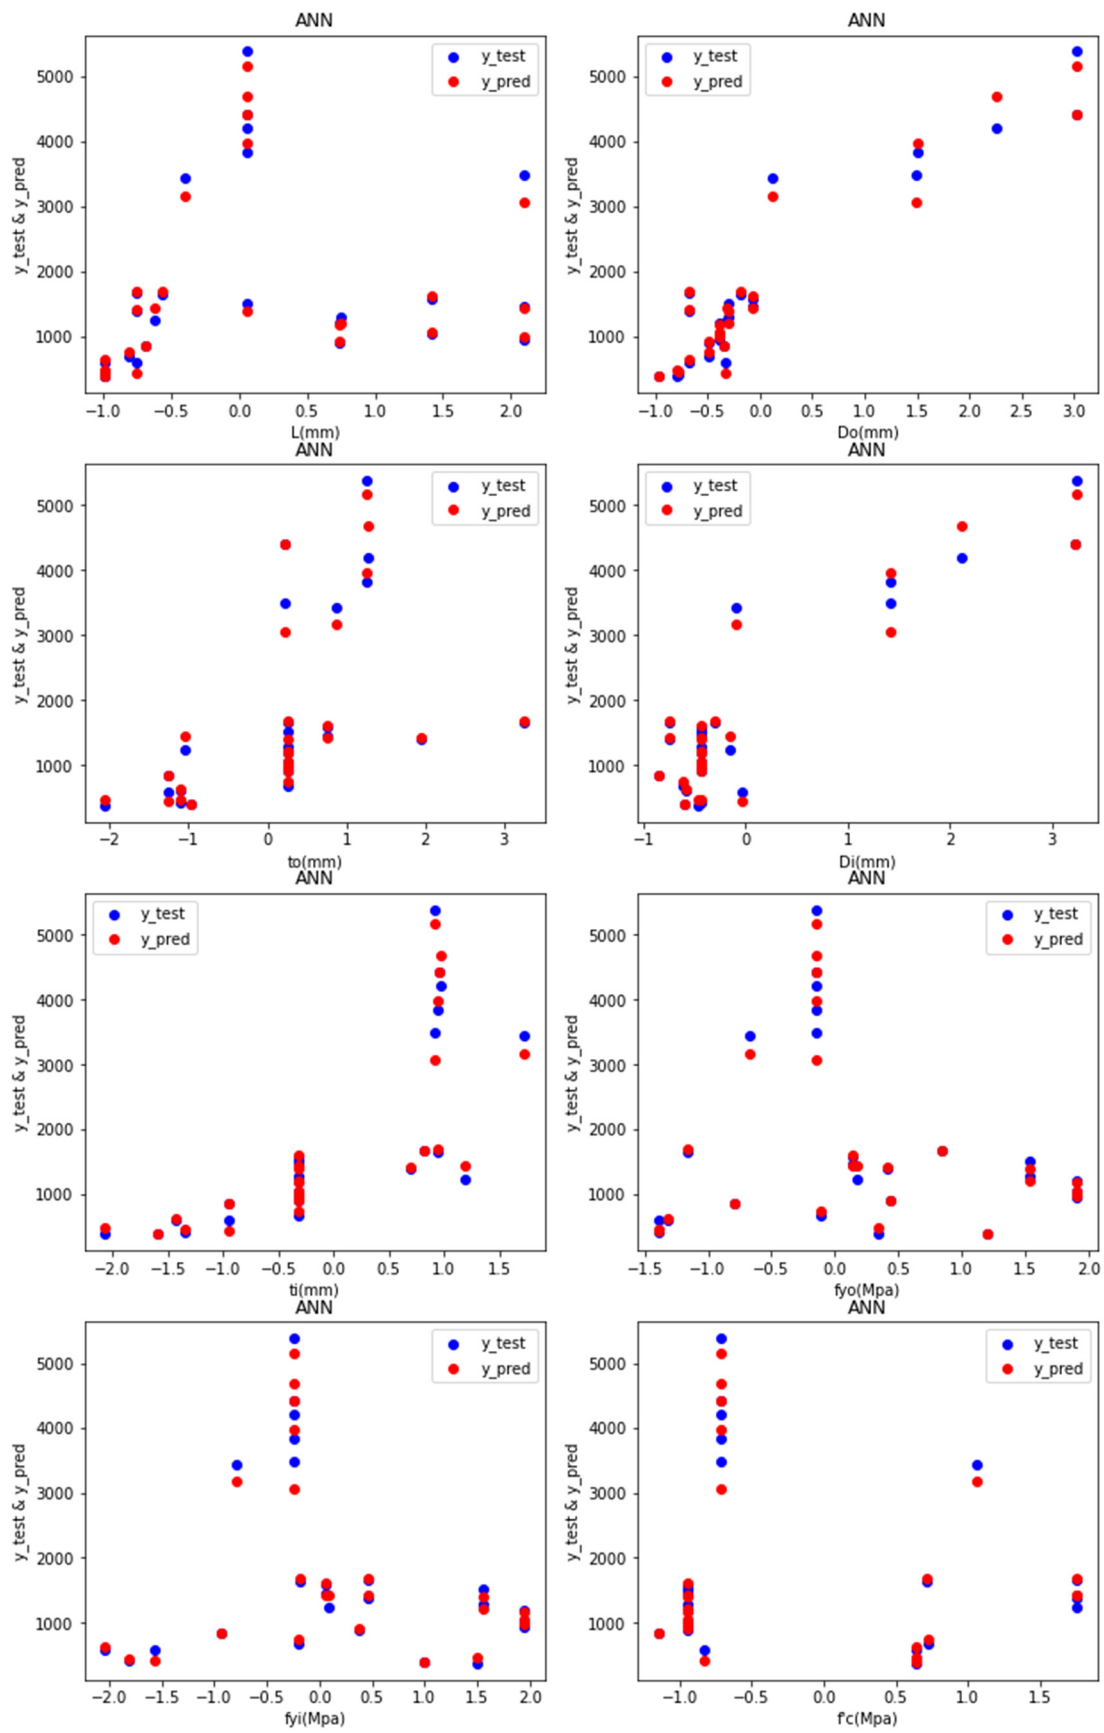 ANN
y_test
y_pred
y_test & y_pred
5000
4000
3000
2000
1000
−1.0 −0.5 0.0 0.5 1.0 1.5 2.0
L(mm)
ANN
y_test
y_pred
y_test & y_pred
5000
4000
3000
2000
1000
−1.0 −0.5 0.0 0.5 1.0 1.5 2.0 2.5 3.0
Do(mm)
ANN
y_test
y_pred
y_test & y_pred
5000
4000
3000
2000
1000
−2 −1 0 1 2 3
to(mm)
ANN
y_test
y_pred
y_test & y_pred
5000
4000
3000
2000
1000
−1 0 1 2 3
Di(mm)
ANN
y_test
y_pred
y_test & y_pred
5000
4000
3000
2000
1000
−2.0 −1.5 −1.0 −0.5 0.0 0.5 1.0 1.5
ti(mm)
ANN
y_test
y_pred
y_test & y_pred
5000
4000
3000
2000
1000
−1.5 −1.0 −0.5 0.0 0.5 1.0 1.5 2.0
fyo(Mpa)
ANN
y_test
y_pred
y_test & y_pred
5000
4000
3000
2000
1000
−2.0 −1.5 −1.0 −0.5 0.0 0.5 1.0 1.5 2.0
fyi(Mpa)
ANN
y_test
y_pred
y_test & y_pred
5000
4000
3000
2000
1000
−1.0 −0.5 0.0 0.5 1.0 1.5
f'c(Mpa)